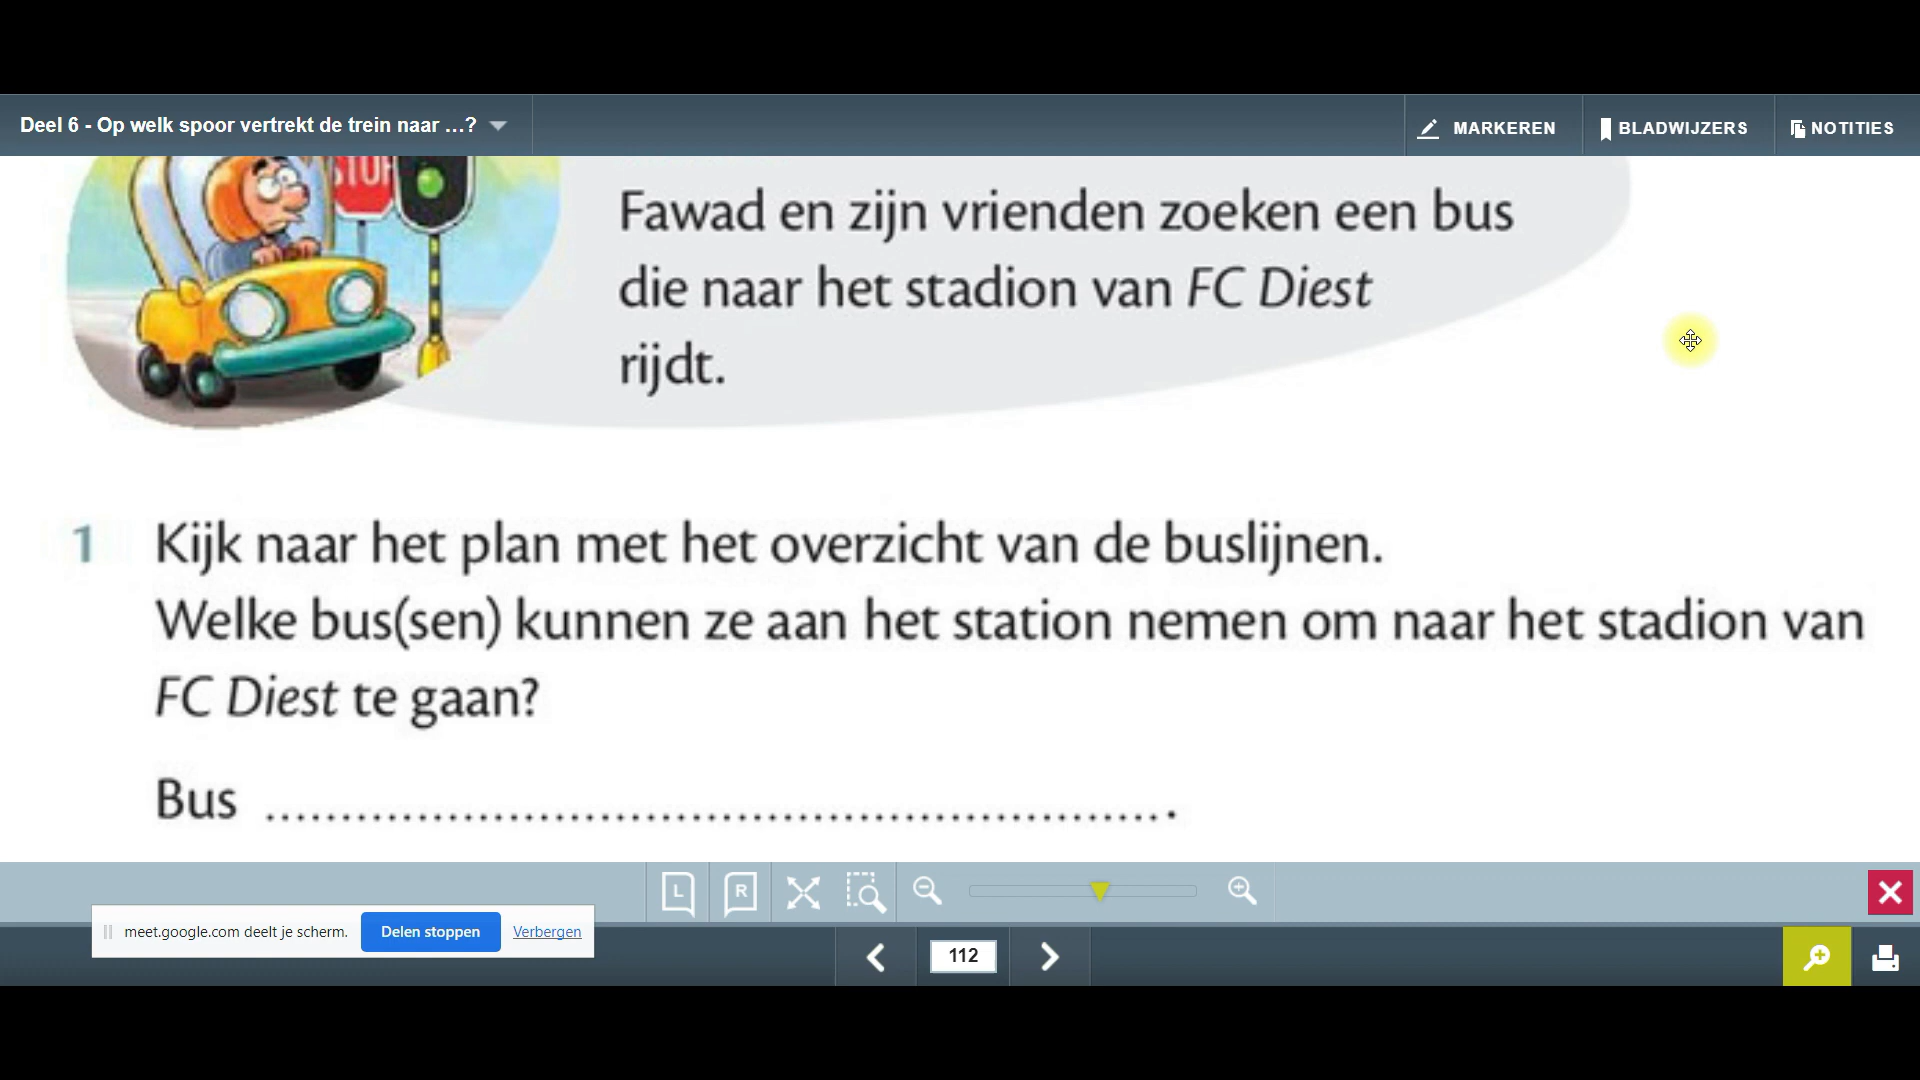 Deel 6 - Op welk spoor vertrekt de trein naar ...?
MARKEREN
BLADWIJZERS
NOTITIES
STOP
Fawad en zijn vrienden zoeken een bus
die naar het stadion van FC Diest
rijdt.
1 Kijk naar het plan met het overzicht van de buslijnen.
Welke bus(sen) kunnen ze aan het station nemen om naar het stadion van
FC Diest te gaan?
Bus ............................................................ .
L R
meet.google.com deelt je scherm. Delen stoppen Verbergen
112